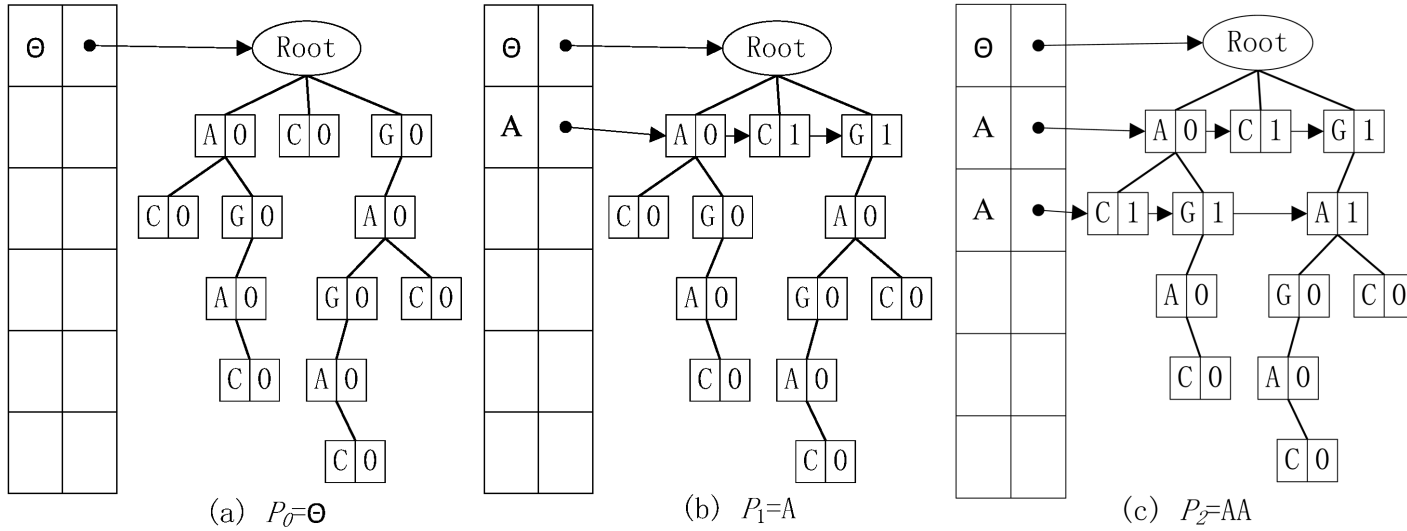 Θ Root Θ Root Θ Root
A 0 C 0 G 0 A A 0 C 1 G 1 A A 0 C 1 G 1
C 0 G 0 A 0 C 0 G 0 A 0 A C 1 G 1 A 1
A 0 G 0 C 0 A 0 G 0 C 0 A 0 G 0 C 0
C 0 A 0 C 0 A 0 C 0 A 0
C 0 C 0 C 0
(a) P0=Θ (b) P1=A (c) P2=AA